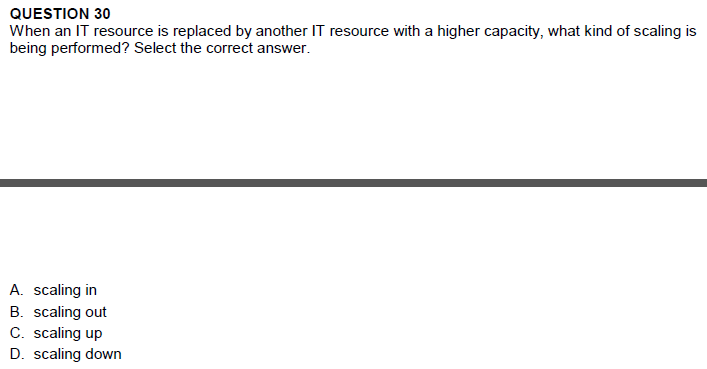 QUESTION 30
When an IT resource is replaced by another IT resource with a higher capacity, what kind of scaling is
being performed? Select the correct answer.
A. scaling in
B. scaling out
C. scaling up
D. scaling down